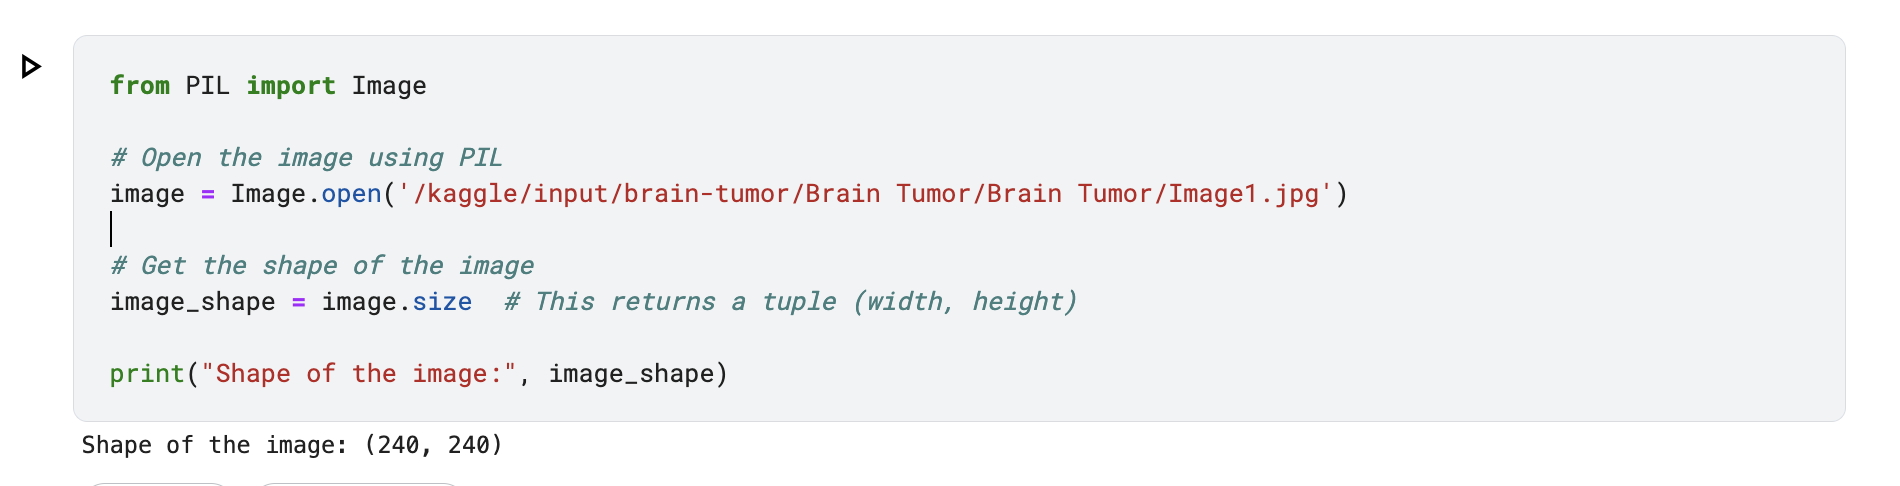 from PIL import Image
# Open the image using PIL
image = Image.open('/kaggle/input/brain-tumor/Brain Tumor/Brain Tumor/Image1.jpg')
# Get the shape of the image
image_shape = image.size  # This returns a tuple (width, height)
print("Shape of the image:", image_shape)
Shape of the image: (240, 240)